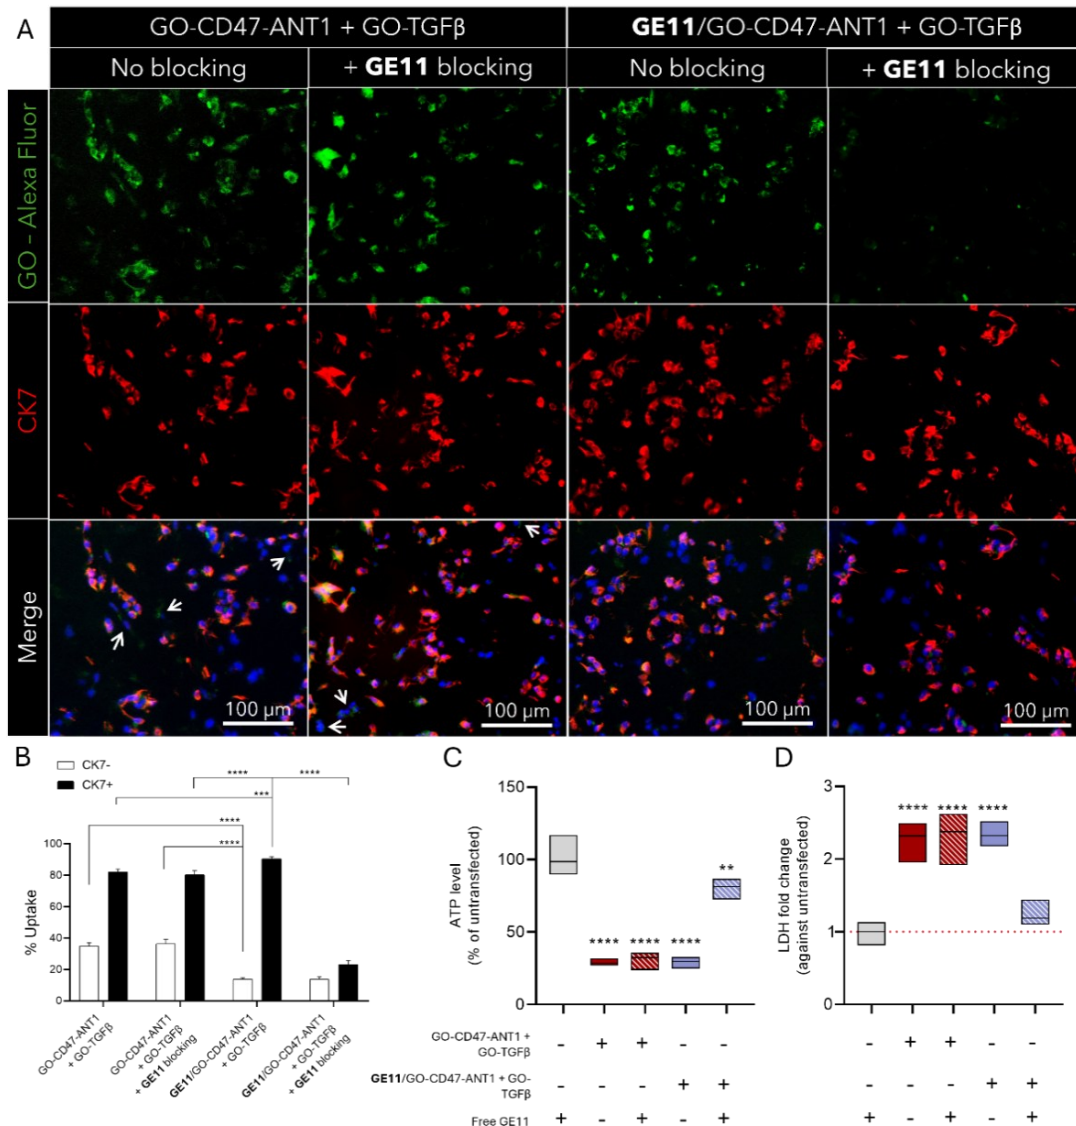 A
GO-CD47-ANT1 + GO-TGFβ
GE11/GO-CD47-ANT1 + GO-TGFβ
No blocking
+ GE11 blocking
No blocking
+ GE11 blocking
GO - Alexa Fluor
CK7
Merge
100 µm
100 µm
100 µm
100 µm
B
CK7-
CK7+
****
****
***
****
****
% Uptake
100
80
60
40
20
0
GO-CD47-ANT1
+ GO-TGFβ
GO-CD47-ANT1
+ GO-TGFβ
+ GE11 blocking
GE11/GO-CD47-ANT1
+ GO-TGFβ
GE11/GO-CD47-ANT1
+ GO-TGFβ
+ GE11 blocking
C
ATP level
(% of untransfected)
150
100
50
0
****
****
****
**
D
LDH fold change
(against untransfected)
3
2
1
0
****
****
****
GO-CD47-ANT1 +
GO-TGFβ
- + + - -
- + + - -
GE11/GO-CD47-ANT1 + GO-
TGFβ
- - - + +
- - - + +
Free GE11
+ - + - +
+ - + - +